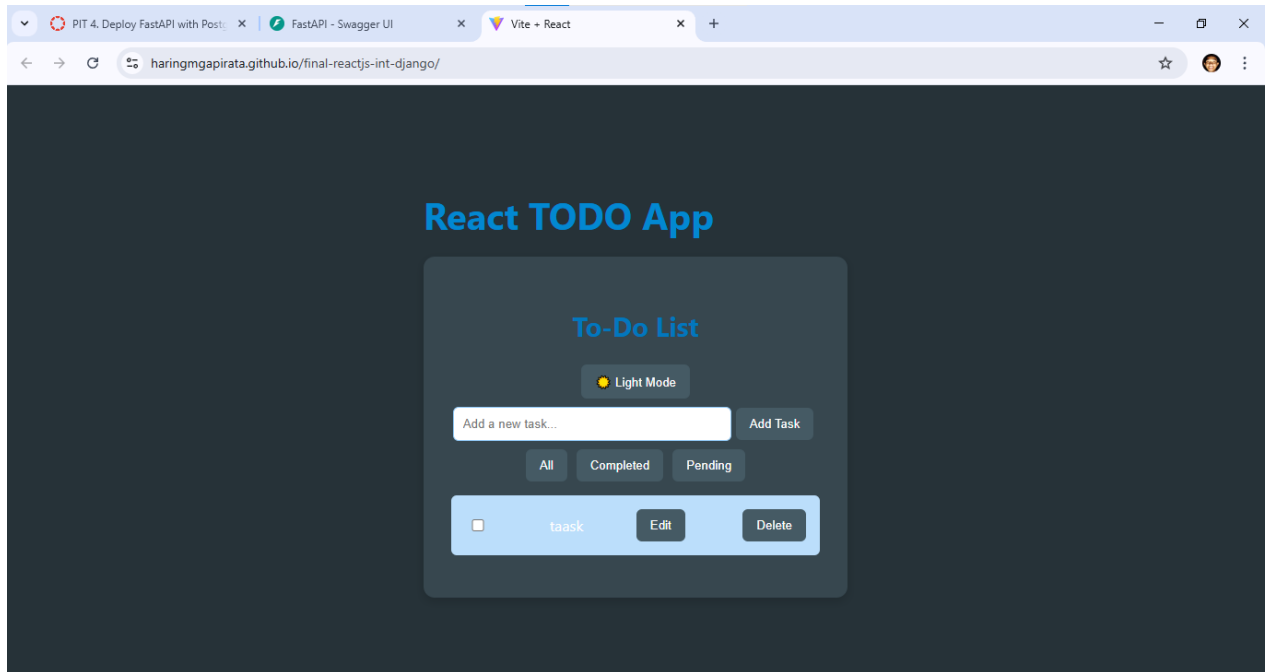 PIT 4. Deploy FastAPI with Postg
FastAPI - Swagger UI
Vite + React
haringmgapirata.github.io/final-reactjs-int-django/
React TODO App
To-Do List
Light Mode
Add a new task...
Add Task
All Completed Pending
taask Edit Delete